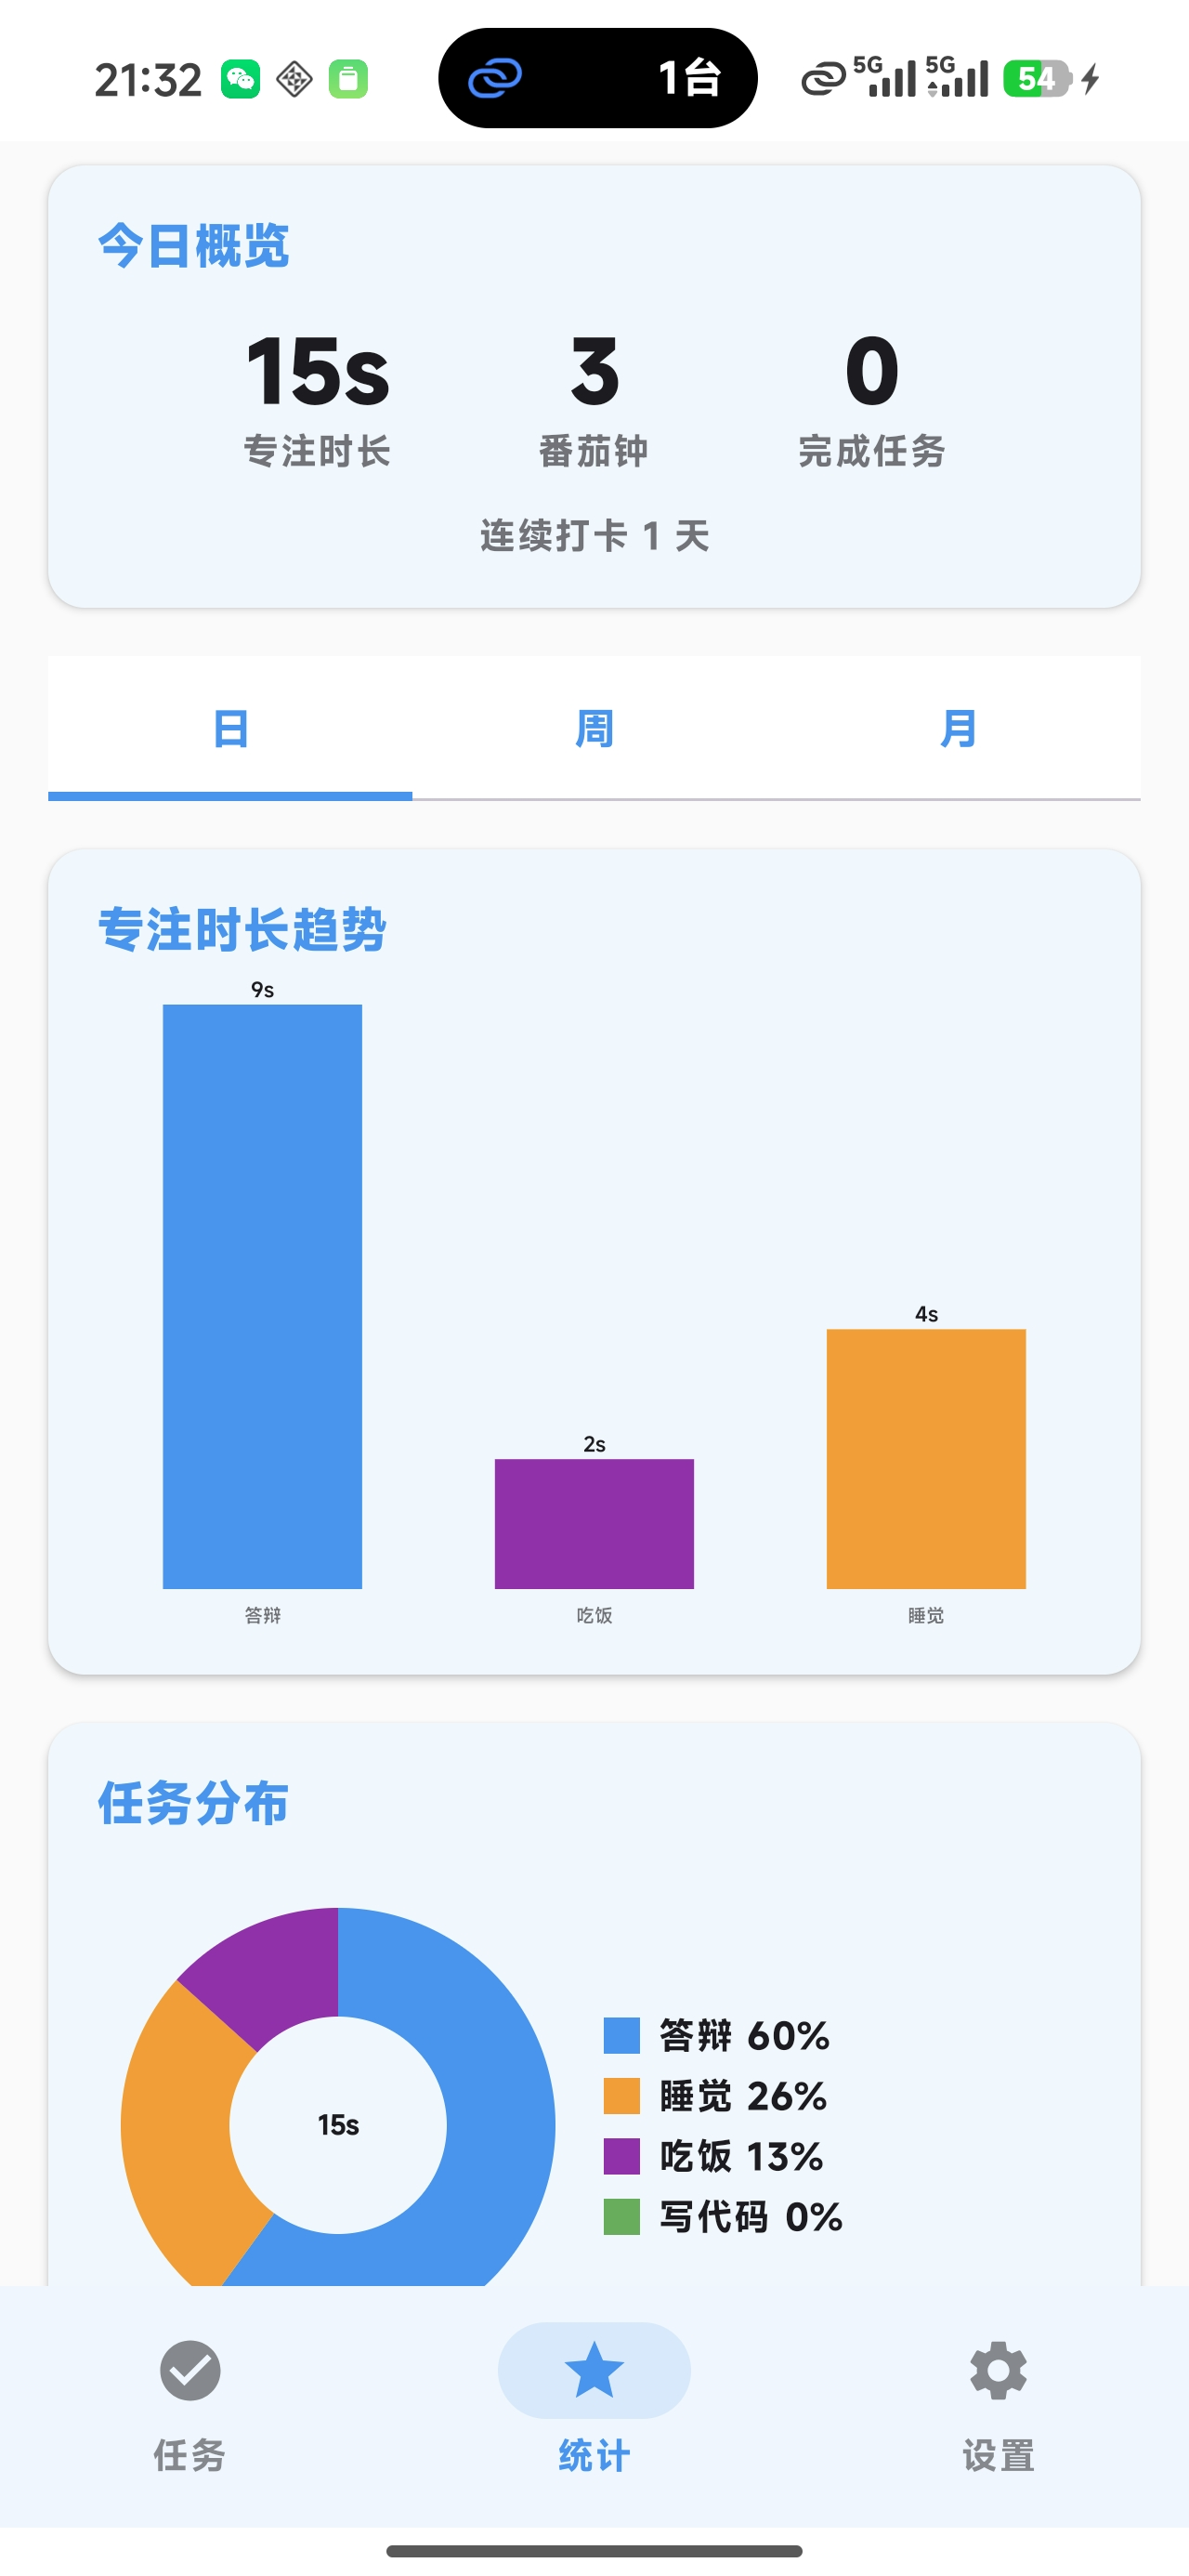 21:32
1台
5G 5G 54
今日概览
15s 3 0
专注时长 番茄钟 完成任务
连续打卡 1 天
日 周 月
专注时长趋势
9s
4s
2s
答辩 吃饭 睡觉
任务分布
答辩 60%
睡觉 26%
15s
吃饭 13%
写代码 0%
任务 统计 设置